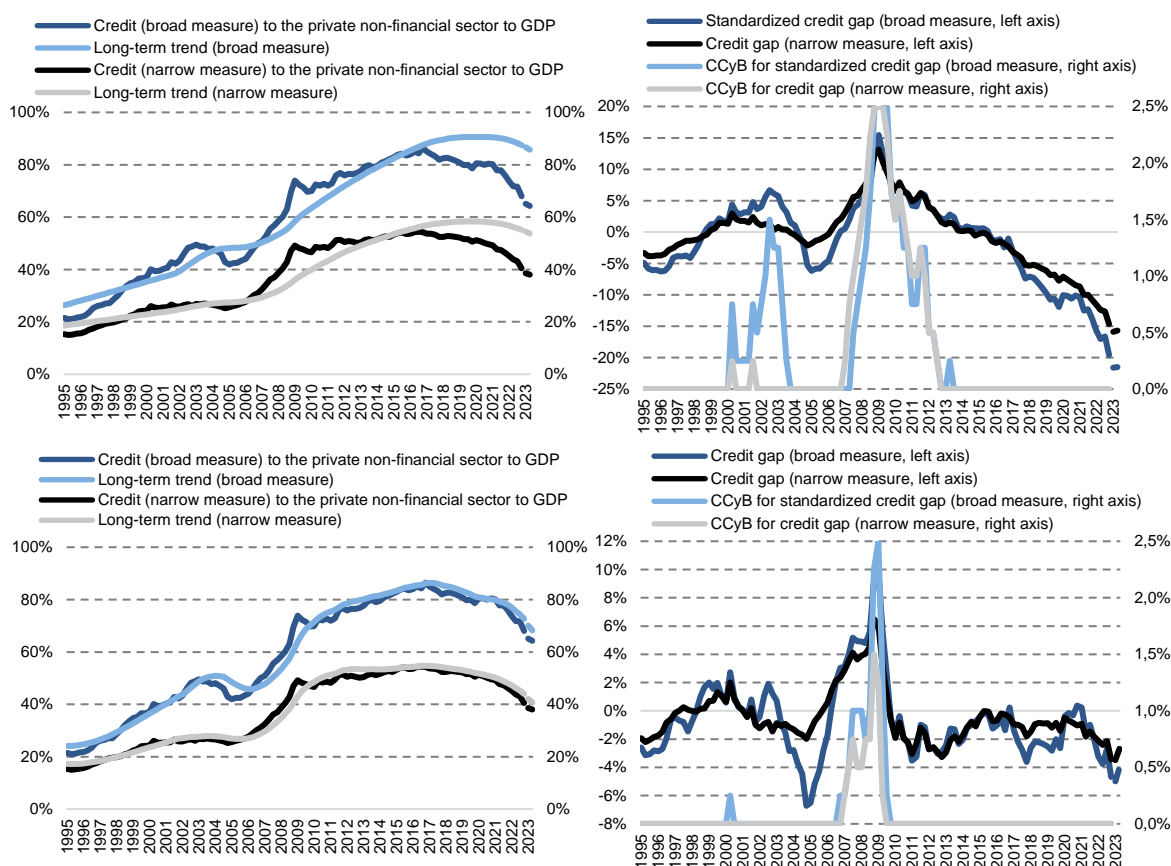 Credit (broad measure) to the private non-financial sector to GDP
Long-term trend (broad measure)
Credit (narrow measure) to the private non-financial sector to GDP
Long-term trend (narrow measure)
100% 100%
80% 80%
60% 60%
40% 40%
20% 20%
0% 0%
1995 1996 1997 1998 1999 2000 2001 2002 2003 2004 2005 2006 2007 2008 2009 2010 2011 2012 2013 2014 2015 2016 2017 2018 2019 2020 2021 2022 2023
Standardized credit gap (broad measure, left axis)
Credit gap (narrow measure, left axis)
CCyB for standardized credit gap (broad measure, right axis)
CCyB for credit gap (narrow measure, right axis)
20% 2,5%
15%
2,0%
10%
5%
1,5%
0%
-5%
1,0%
-10%
-15%
0,5%
-20%
-25% 0,0%
1995 1996 1997 1998 1999 2000 2001 2002 2003 2004 2005 2006 2007 2008 2009 2010 2011 2012 2013 2014 2015 2016 2017 2018 2019 2020 2021 2022 2023
Credit (broad measure) to the private non-financial sector to GDP
Long-term trend (broad measure)
Credit (narrow measure) to the private non-financial sector to GDP
Long-term trend (narrow measure)
100% 100%
80% 80%
60% 60%
40% 40%
20% 20%
0% 0%
1995 1996 1997 1998 1999 2000 2001 2002 2003 2004 2005 2006 2007 2008 2009 2010 2011 2012 2013 2014 2015 2016 2017 2018 2019 2020 2021 2022 2023
Credit gap (broad measure, left axis)
Credit gap (narrow measure, left axis)
CCyB for standardized credit gap (broad measure, right axis)
CCyB for credit gap (narrow measure, right axis)
12% 2,5%
10%
8% 2,0%
6%
4% 1,5%
2%
0% 1,0%
-2%
-4% 0,5%
-6%
-8% 0,0%
1995 1996 1997 1998 1999 2000 2001 2002 2003 2004 2005 2006 2007 2008 2009 2010 2011 2012 2013 2014 2015 2016 2017 2018 2019 2020 2021 2022 2023